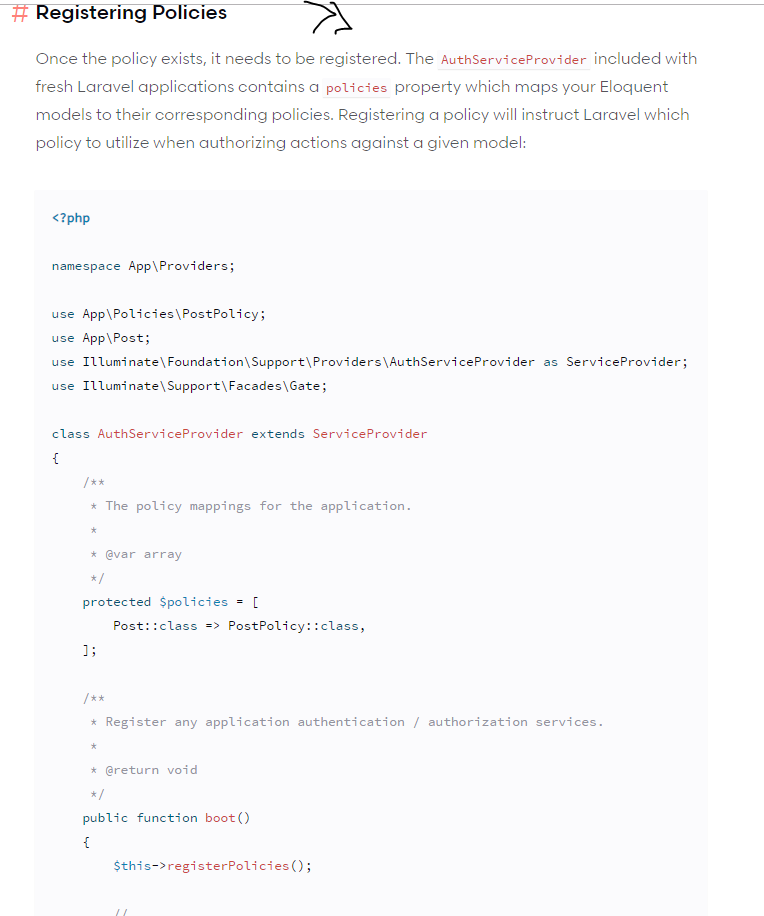 # Registering Policies
Once the policy exists, it needs to be registered. The AuthServiceProvider included with
fresh Laravel applications contains a policies property which maps your Eloquent
models to their corresponding policies. Registering a policy will instruct Laravel which
policy to utilize when authorizing actions against a given model:
<?php
namespace App\Providers;
use App\Policies\PostPolicy;
use App\Post;
use Illuminate\Foundation\Support\Providers\AuthServiceProvider as ServiceProvider;
use Illuminate\Support\Facades\Gate;
class AuthServiceProvider extends ServiceProvider
{
    /**
     * The policy mappings for the application.
     *
     * @var array
     */
    protected $policies = [
        Post::class => PostPolicy::class,
    ];
    /**
     * Register any application authentication / authorization services.
     *
     * @return void
     */
    public function boot()
    {
        $this->registerPolicies();
        //